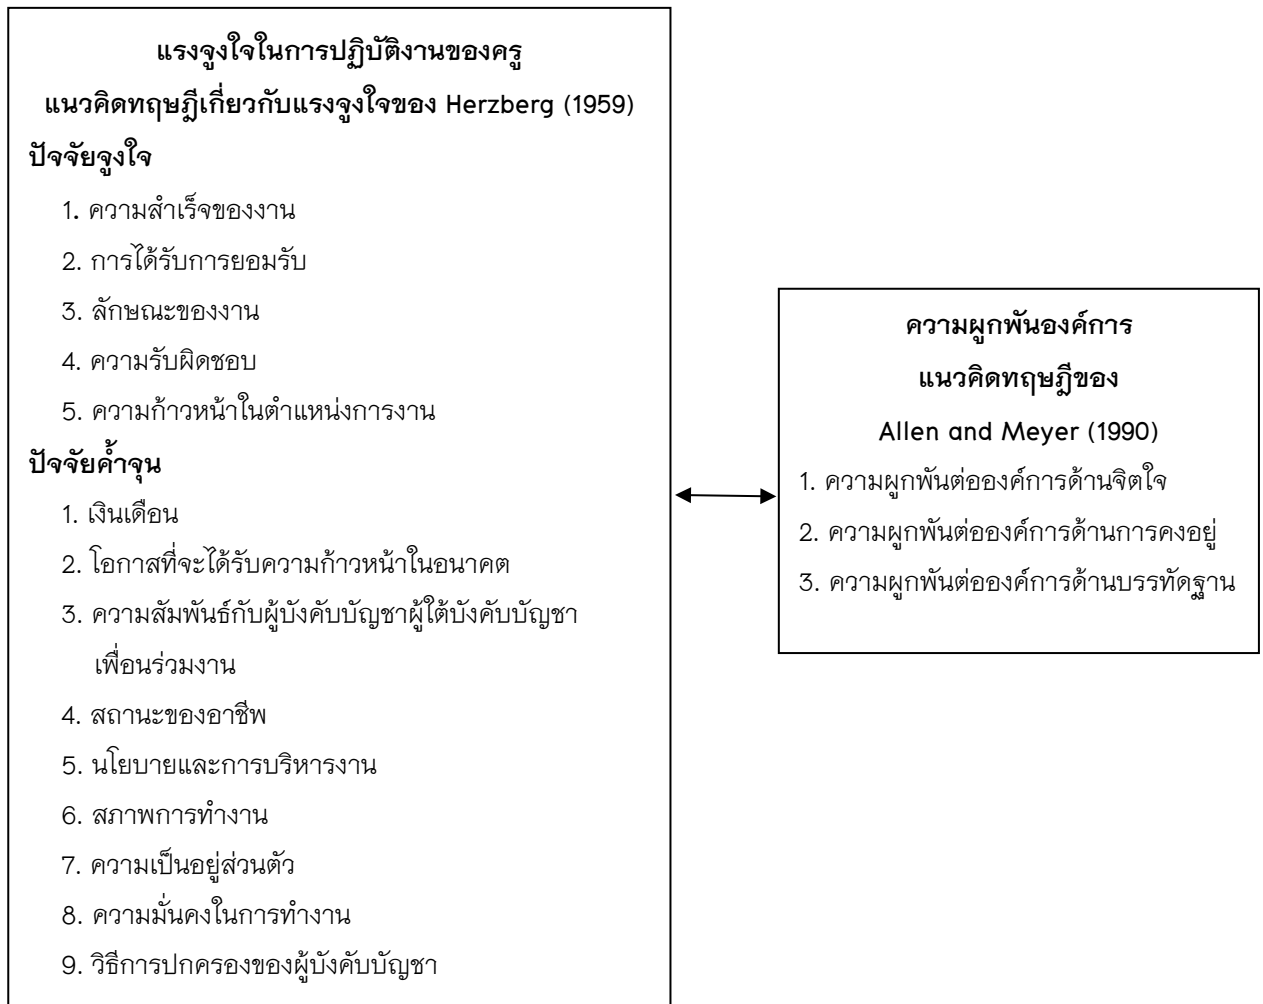 แรงจูงใจในการปฏิบัติงานของครู
แนวคิดทฤษฎีเกี่ยวกับแรงจูงใจของ Herzberg (1959)
ปัจจัยจูงใจ
1. ความสำเร็จของงาน
2. การได้รับการยอมรับ
3. ลักษณะของงาน
4. ความรับผิดชอบ
5. ความก้าวหน้าในตำแหน่งการงาน
ปัจจัยค้ำจุน
1. เงินเดือน
2. โอกาสที่จะได้รับความก้าวหน้าในอนาคต
3. ความสัมพันธ์กับผู้บังคับบัญชาผู้ใต้บังคับบัญชา
เพื่อนร่วมงาน
4. สถานะของอาชีพ
5. นโยบายและการบริหารงาน
6. สภาพการทำงาน
7. ความเป็นอยู่ส่วนตัว
8. ความมั่นคงในการทำงาน
9. วิธีการปกครองของผู้บังคับบัญชา
ความผูกพันองค์การ
แนวคิดทฤษฎีของ
Allen and Meyer (1990)
1. ความผูกพันต่อองค์การด้านจิตใจ
2. ความผูกพันต่อองค์การด้านการคงอยู่
3. ความผูกพันต่อองค์การด้านบรรทัดฐาน